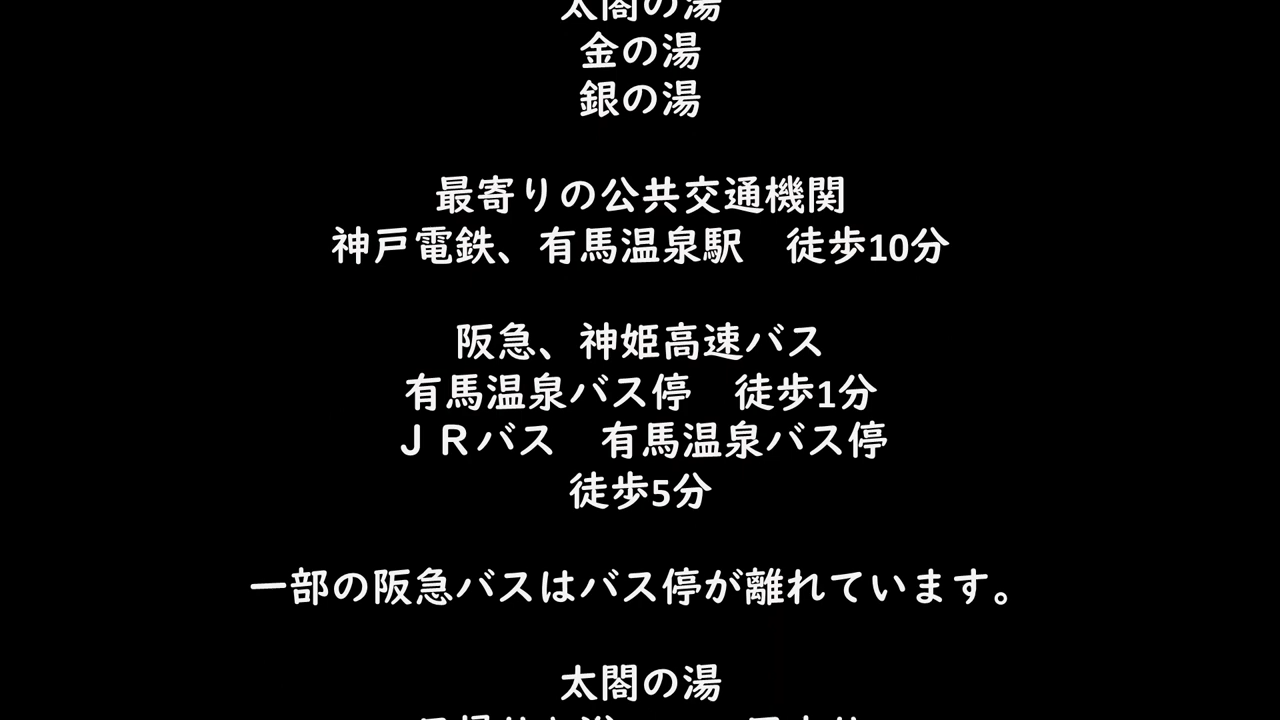 太閤の湯
金の湯
銀の湯
最寄りの公共交通機関
神戸電鉄、有馬温泉駅　徒歩10分
阪急、神姫高速バス
有馬温泉バス停　徒歩1分
ＪＲバス　有馬温泉バス停
徒歩5分
一部の阪急バスはバス停が離れています。
太閤の湯